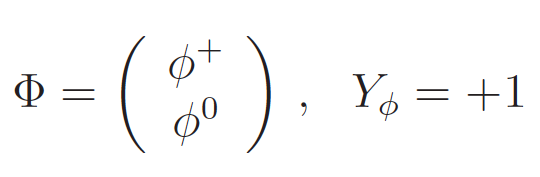 Φ = ( ϕ⁺ ϕ⁰ ) , Y_ϕ = +1